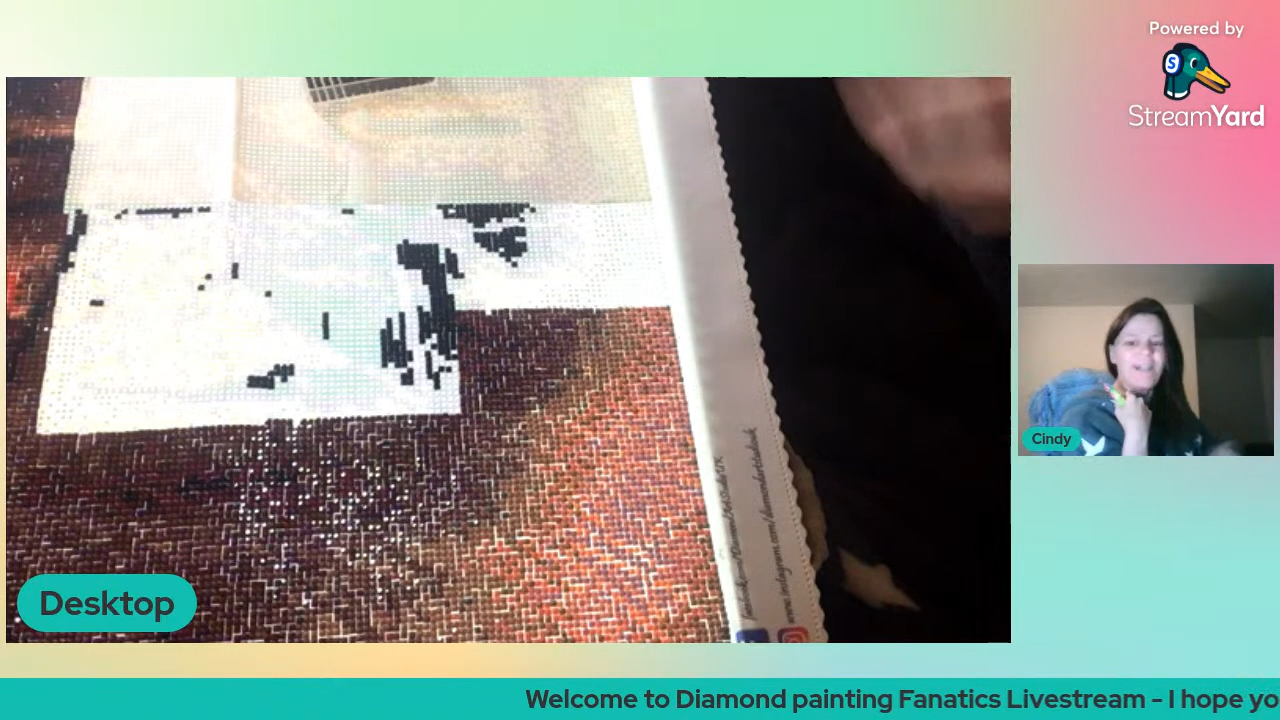 Powered by
S
StreamYard
Cindy
Desktop
Welcome to Diamond painting Fanatics Livestream - I hope yo